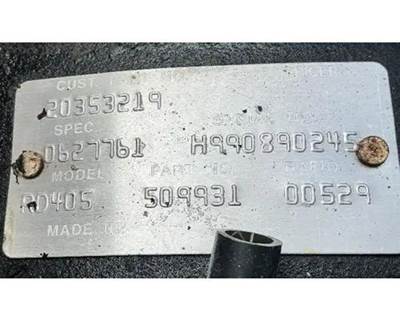 CUST.
20353219
SPEC.
0627761 H990890245
MODEL PART NO.
RD405 509931 00529
MADE IN